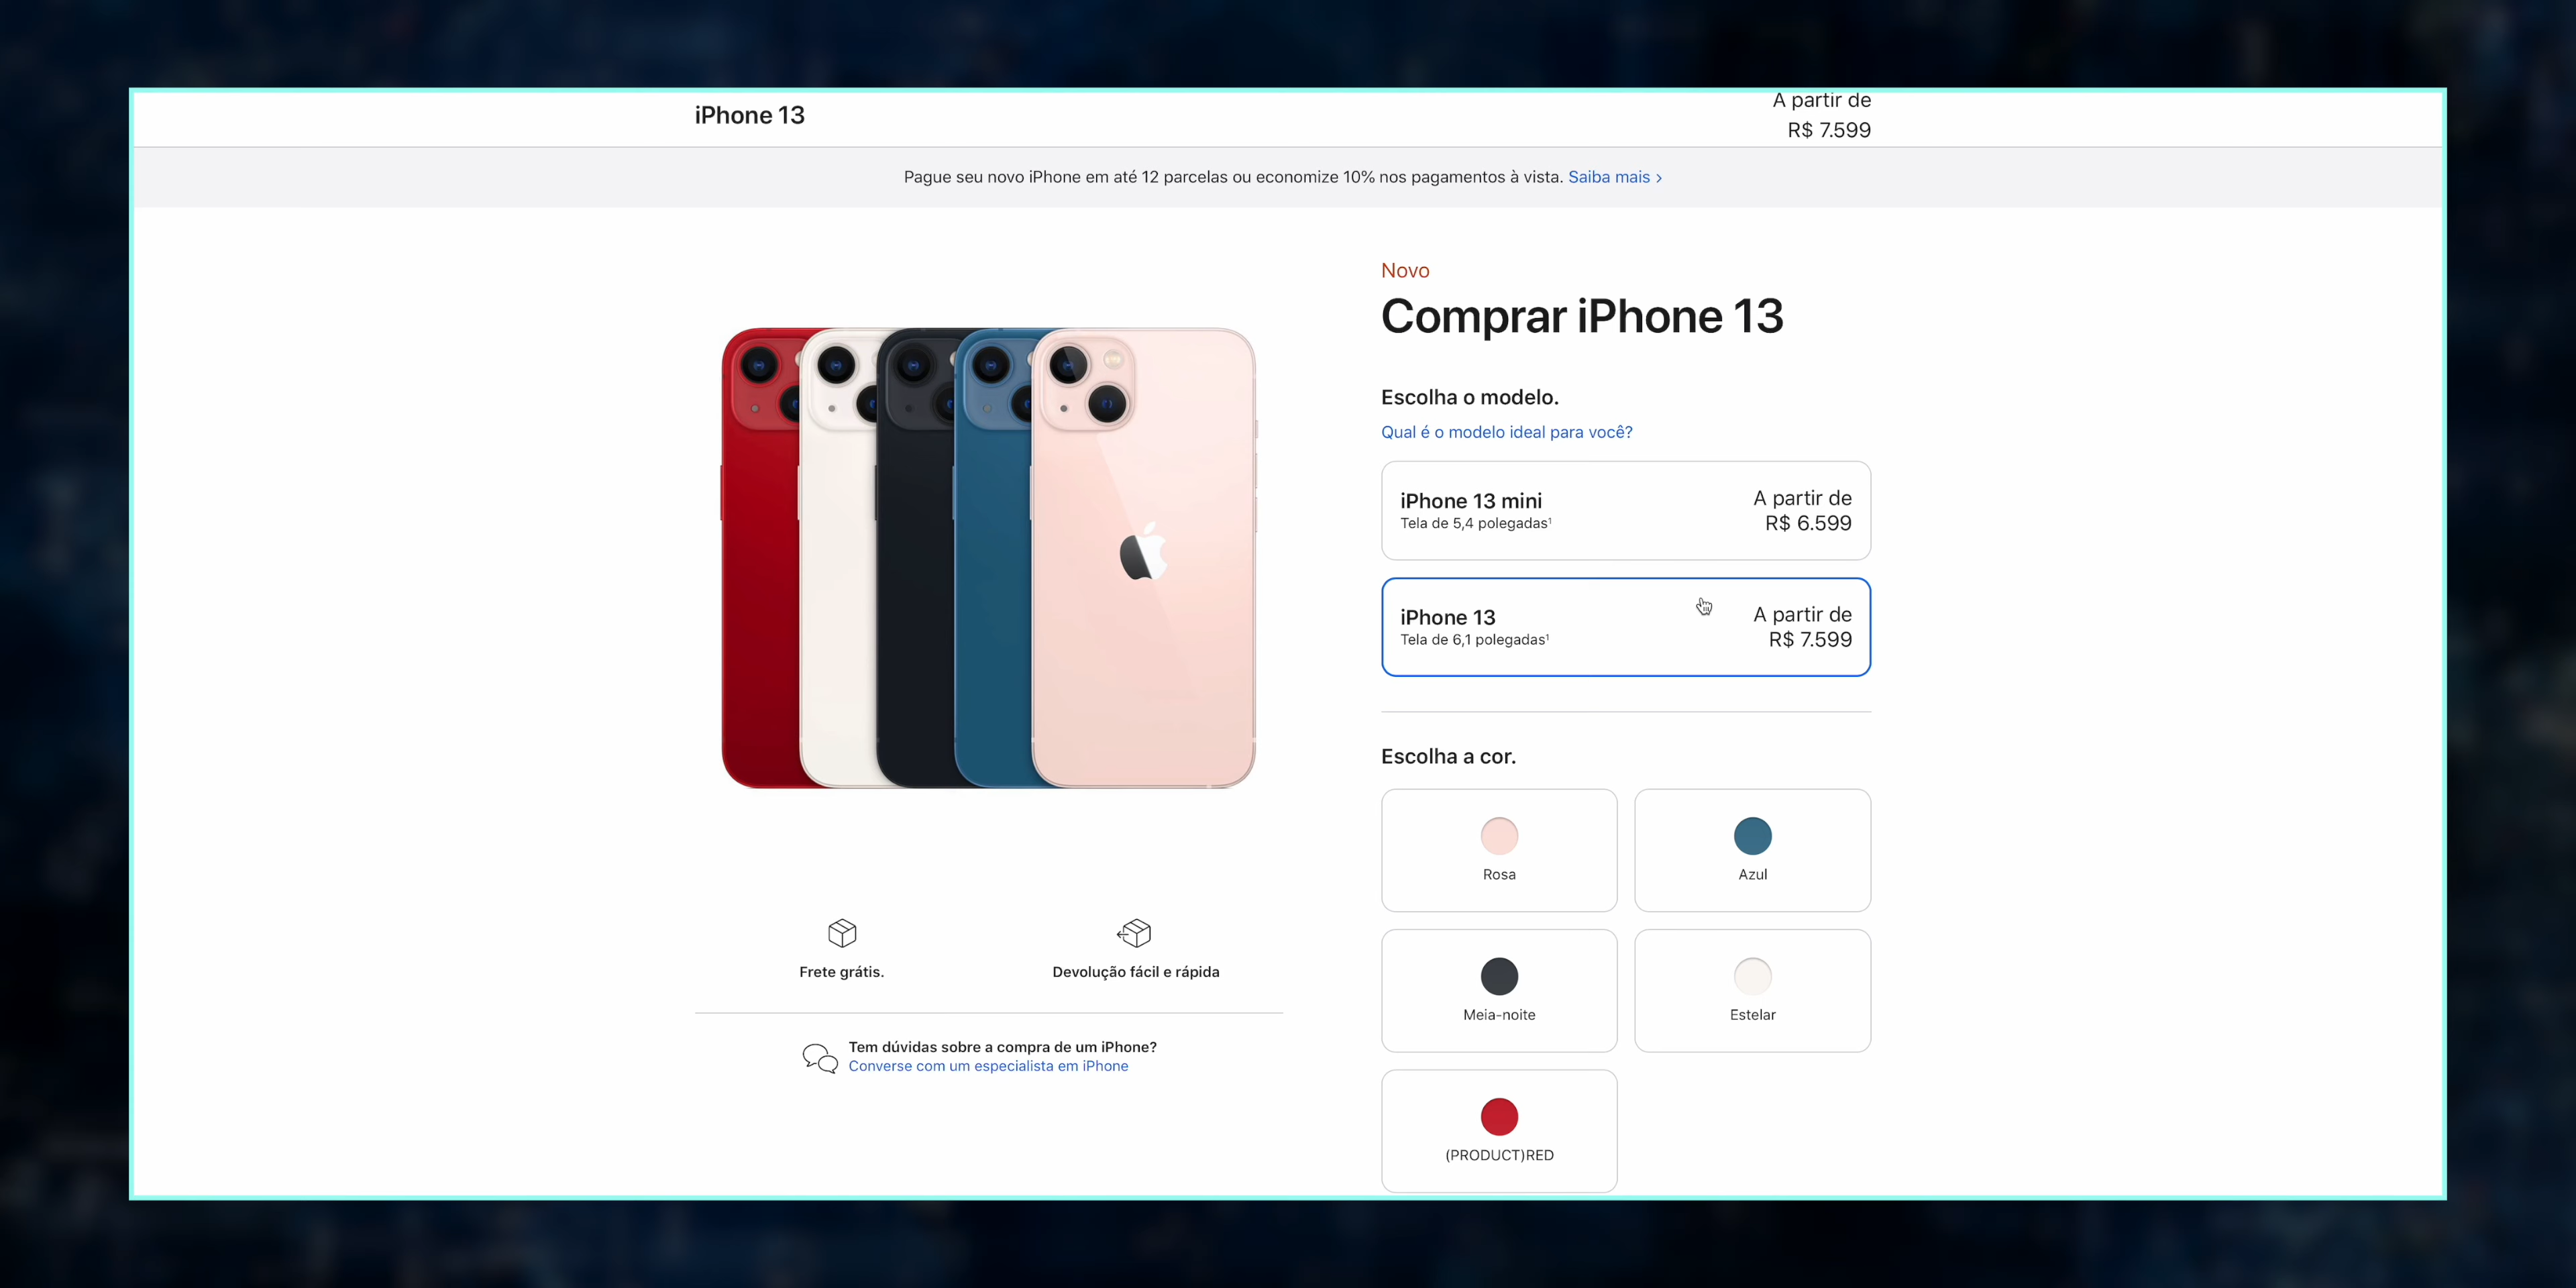 iPhone 13
A partir de
R$ 7.599
Pague seu novo iPhone em até 12 parcelas ou economize 10% nos pagamentos à vista. Saiba mais >
Novo
Comprar iPhone 13
Escolha o modelo.
Qual é o modelo ideal para você?
iPhone 13 mini
Tela de 5,4 polegadas¹
A partir de
R$ 6.599
iPhone 13
Tela de 6,1 polegadas¹
A partir de
R$ 7.599
Escolha a cor.
Rosa
Azul
Meia-noite
Estelar
(PRODUCT)RED
Frete grátis.
Devolução fácil e rápida
Tem dúvidas sobre a compra de um iPhone?
Converse com um especialista em iPhone